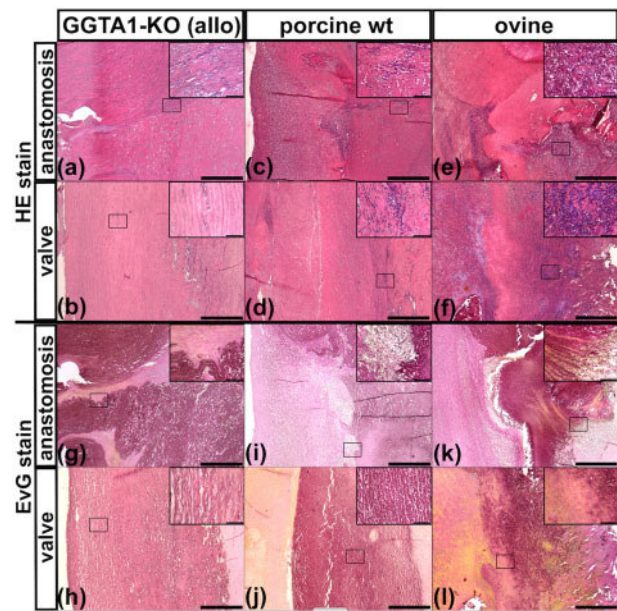 GGTA1-KO (allo) porcine wt ovine
HE stain
anastomosis
(a) (c) (e)
valve
(b) (d) (f)
EvG stain
anastomosis
(g) (i) (k)
valve
(h) (j) (l)